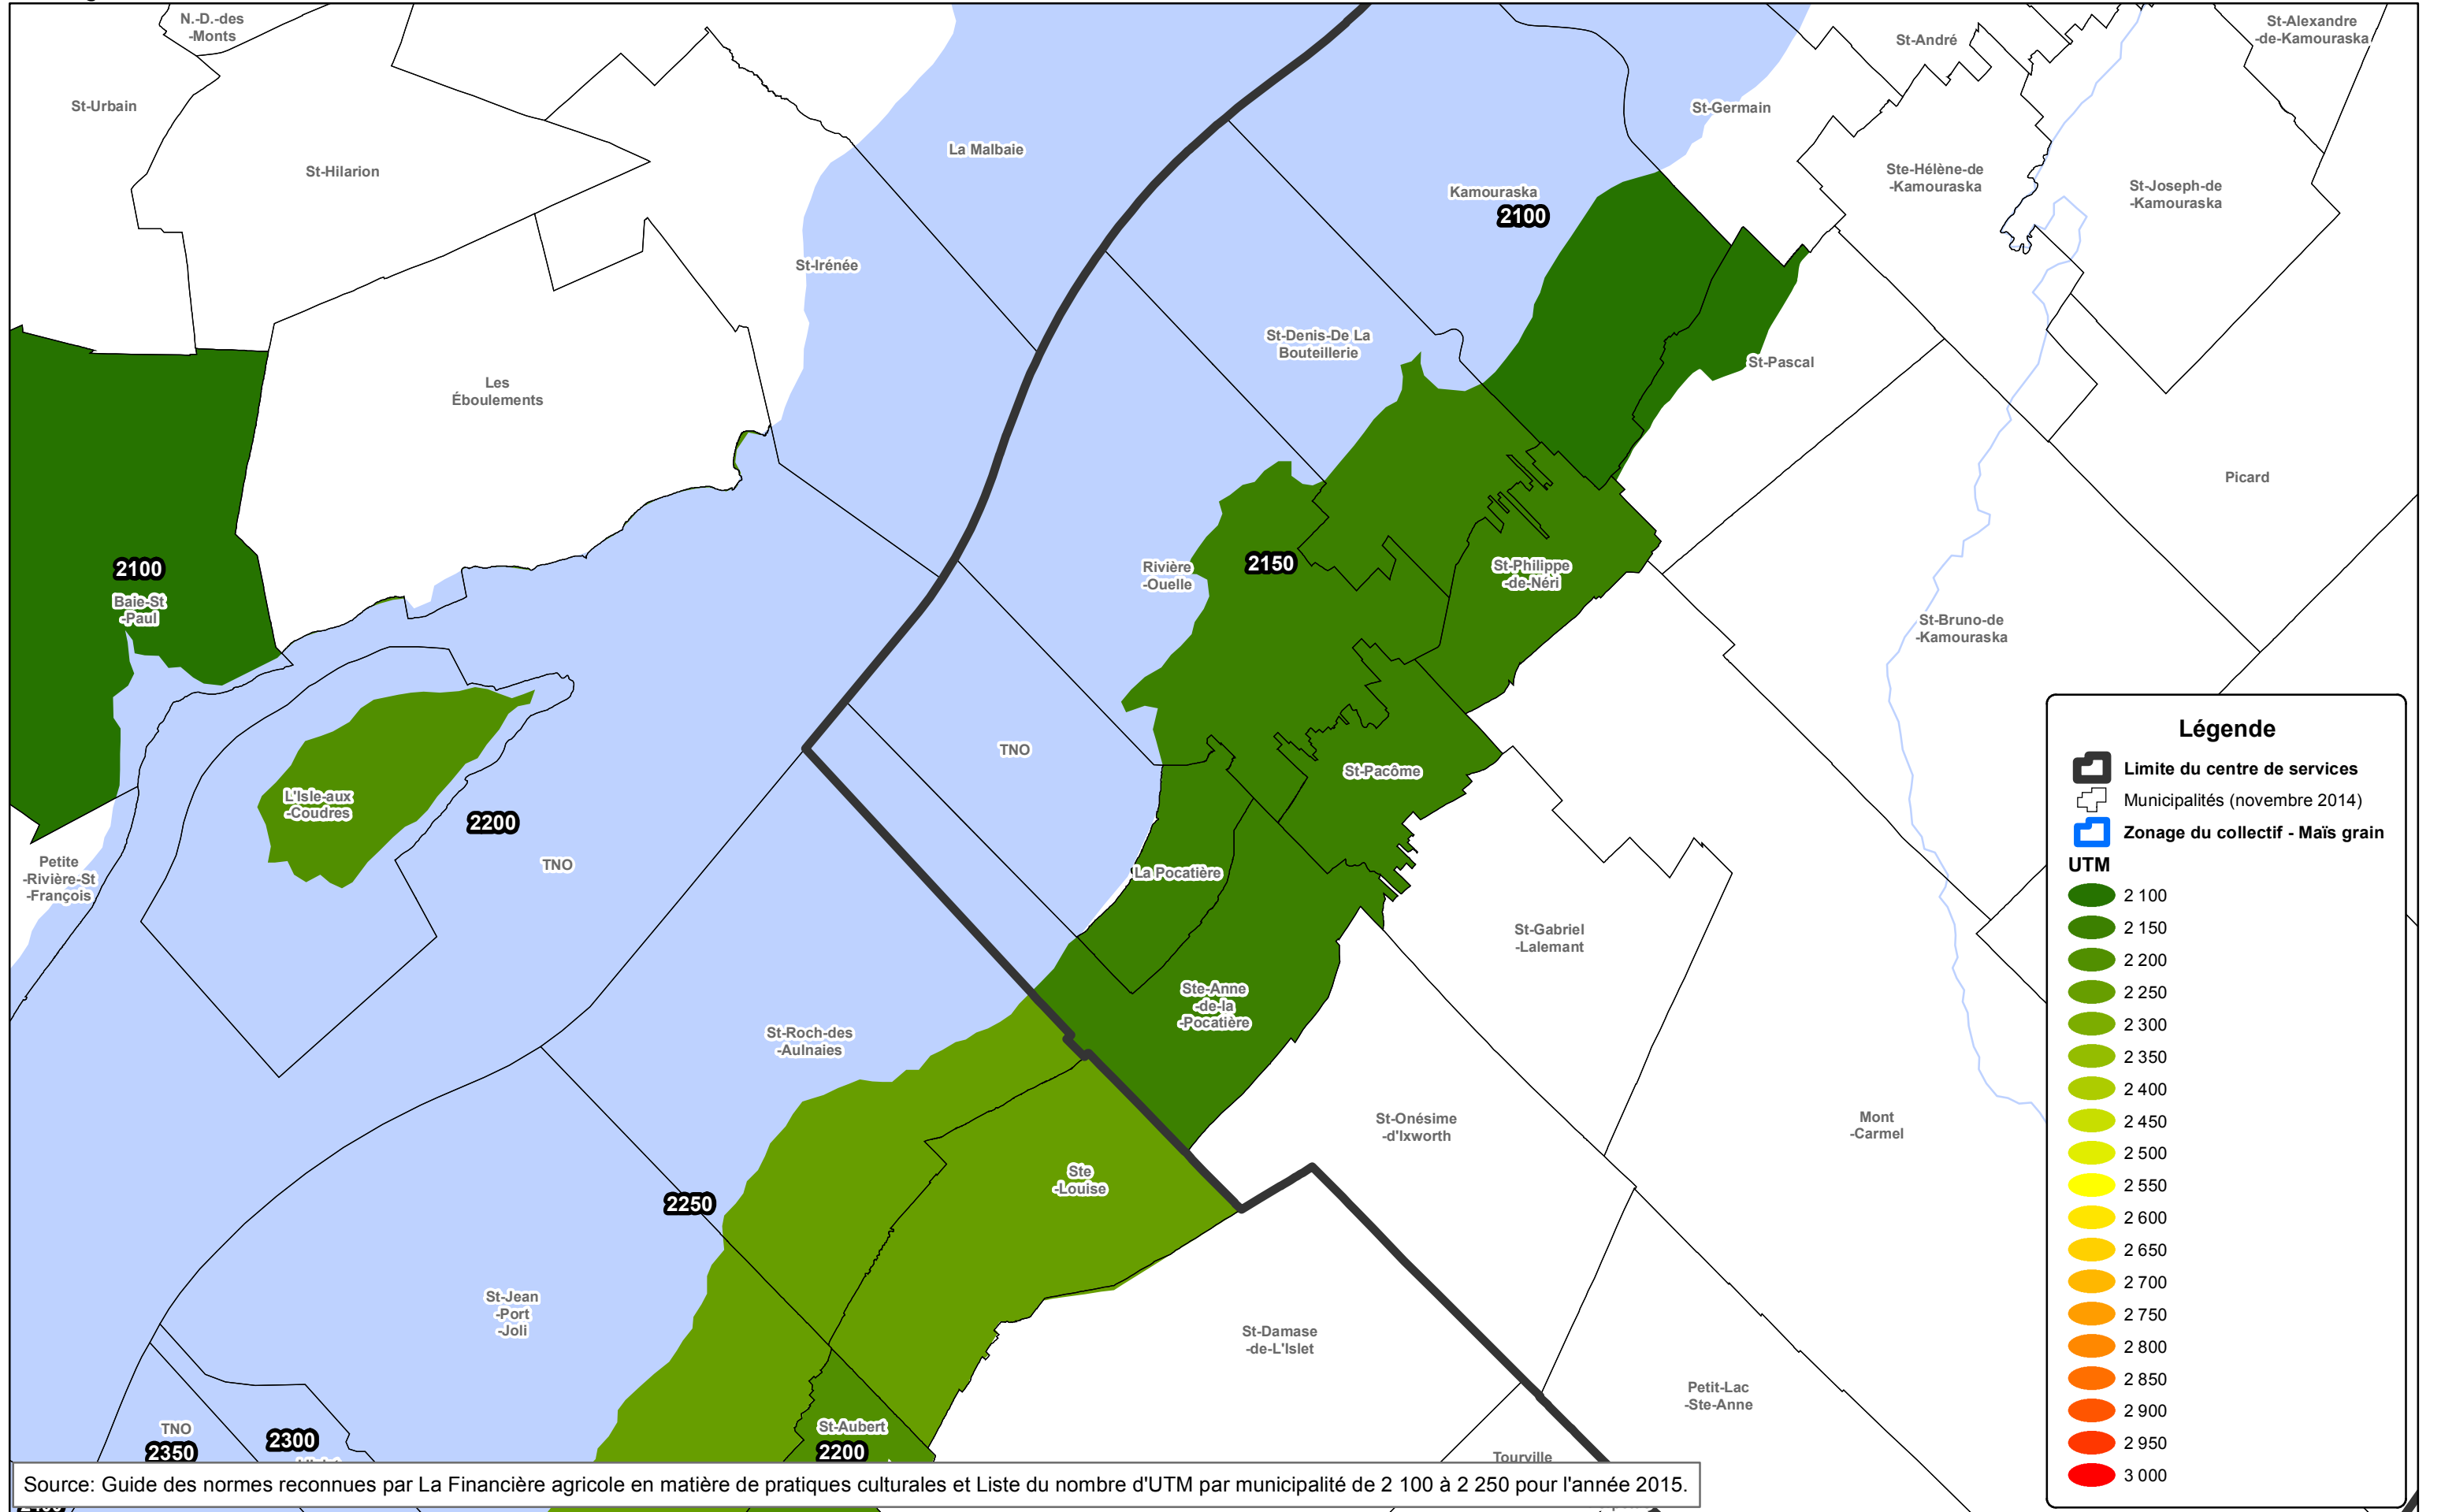 N.-D.-des
-Monts
St-Urbain
St-Hilarion
La Malbaie
St-Irénée
Les
Éboulements
Kamouraska
2100
St-Germain
St-André
St-Alexandre
-de-Kamouraska
Ste-Hélène-de
-Kamouraska
St-Joseph-de
-Kamouraska
St-Denis-De La
Bouteillerie
St-Pascal
Picard
2100
Baie-St
-Paul
Rivière
-Ouelle
2150
St-Philippe
-de-Néri
St-Bruno-de
-Kamouraska
TNO
St-Pacôme
L'Isle-aux
-Coudres
2200
TNO
Petite
-Rivière-St
-François
La Pocatière
St-Gabriel
-Lalemant
Ste-Anne
-de-la
-Pocatière
St-Roch-des
-Aulnaies
St-Onésime
-d'Ixworth
Mont
-Carmel
Ste
-Louise
2250
St-Jean
-Port
-Joli
St-Damase
-de-L'Islet
Petit-Lac
-Ste-Anne
TNO
2350
2300
St-Aubert
2200
Tourville
Légende
Limite du centre de services
Municipalités (novembre 2014)
Zonage du collectif - Maïs grain
UTM
2 100
2 150
2 200
2 250
2 300
2 350
2 400
2 450
2 500
2 550
2 600
2 650
2 700
2 750
2 800
2 850
2 900
2 950
3 000
Source: Guide des normes reconnues par La Financière agricole en matière de pratiques culturales et Liste du nombre d'UTM par municipalité de 2 100 à 2 250 pour l'année 2015.